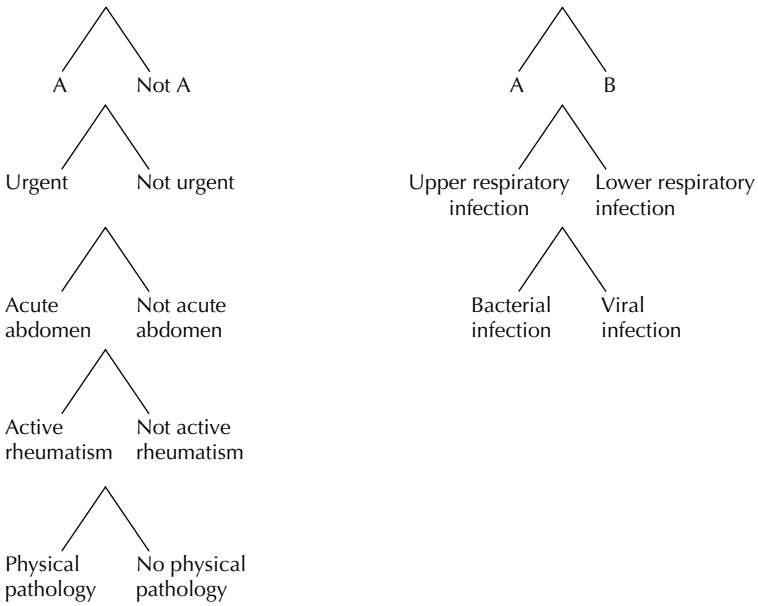 A Not A
Urgent Not urgent
Acute Not acute
abdomen abdomen
Active Not active
rheumatism rheumatism
Physical No physical
pathology pathology
A B
Upper respiratory Lower respiratory
infection infection
Bacterial Viral
infection infection